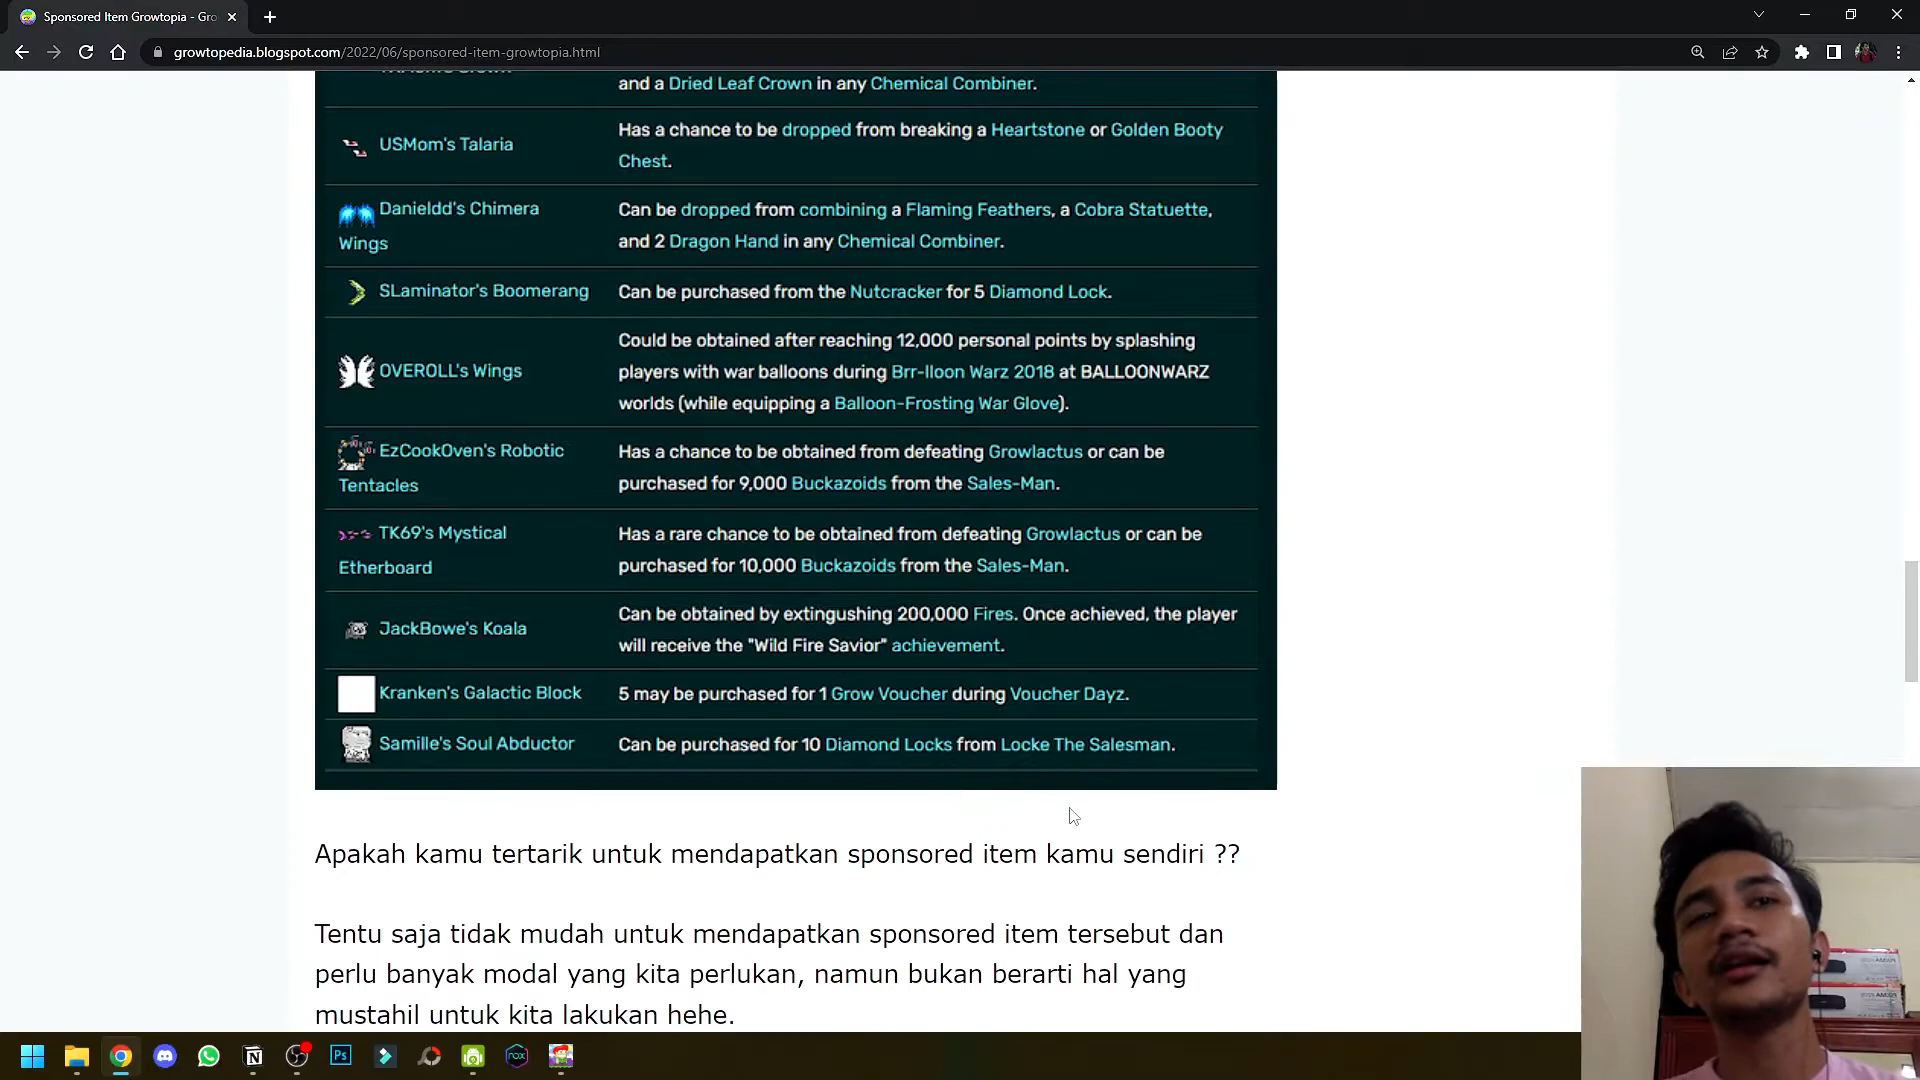 Sponsored Item Growtopia - Gro
growtopedia.blogspot.com/2022/06/sponsored-item-growtopia.html
and a Dried Leaf Crown in any Chemical Combiner.
USMom's Talaria
Has a chance to be dropped from breaking a Heartstone or Golden Booty
Chest.
Danieldd's Chimera
Wings
Can be dropped from combining a Flaming Feathers, a Cobra Statuette,
and 2 Dragon Hand in any Chemical Combiner.
SLaminator's Boomerang
Can be purchased from the Nutcracker for 5 Diamond Lock.
OVEROLL's Wings
Could be obtained after reaching 12,000 personal points by splashing
players with war balloons during Brr-lloon Warz 2018 at BALLOONWARZ
worlds (while equipping a Balloon-Frosting War Glove).
EzCookOven's Robotic
Tentacles
Has a chance to be obtained from defeating Growlactus or can be
purchased for 9,000 Buckazoids from the Sales-Man.
TK69's Mystical
Etherboard
Has a rare chance to be obtained from defeating Growlactus or can be
purchased for 10,000 Buckazoids from the Sales-Man.
JackBowe's Koala
Can be obtained by extingushing 200,000 Fires. Once achieved, the player
will receive the "Wild Fire Savior" achievement.
Kranken's Galactic Block
5 may be purchased for 1 Grow Voucher during Voucher Dayz.
Samille's Soul Abductor
Can be purchased for 10 Diamond Locks from Locke The Salesman.
Apakah kamu tertarik untuk mendapatkan sponsored item kamu sendiri ??
Tentu saja tidak mudah untuk mendapatkan sponsored item tersebut dan
perlu banyak modal yang kita perlukan, namun bukan berarti hal yang
mustahil untuk kita lakukan hehe.
Ps
nox